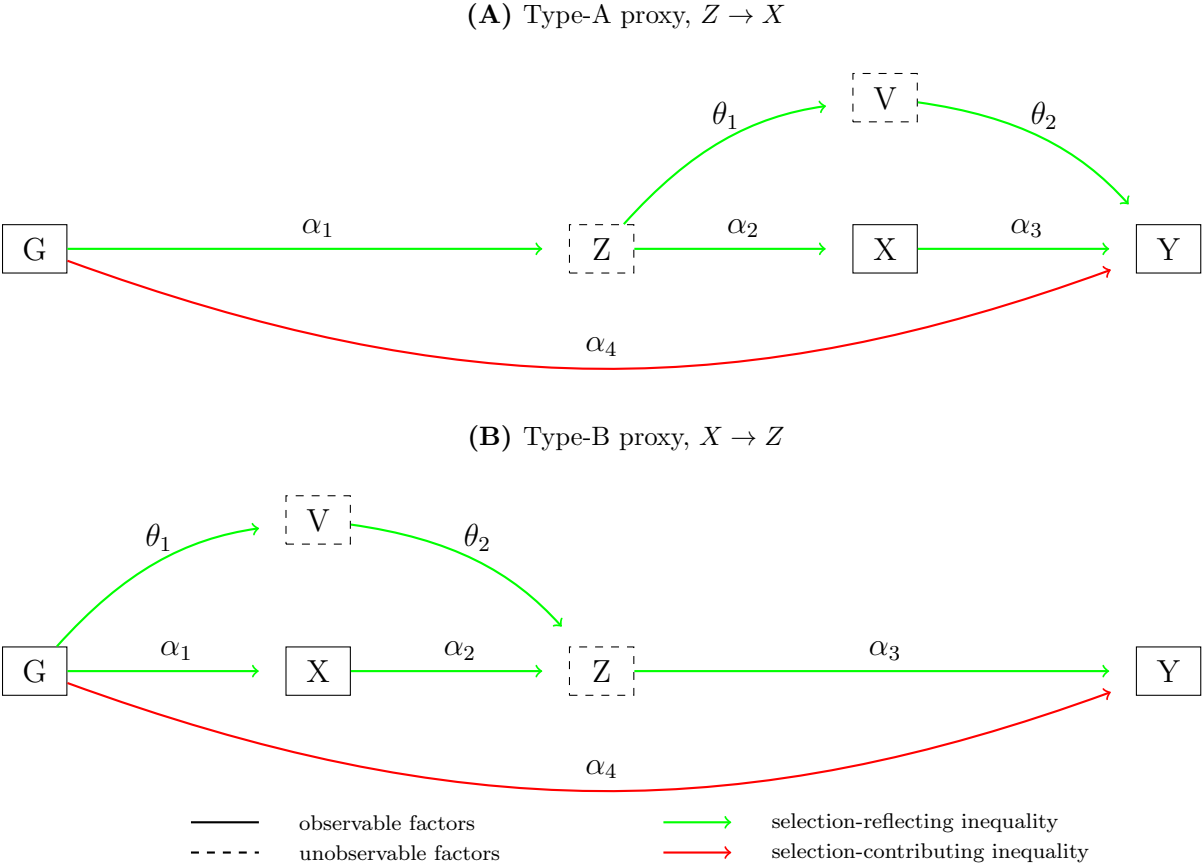 (A) Type-A proxy, Z → X
V
θ₁
θ₂
G
α₁
Z
α₂
X
α₃
Y
α₄
(B) Type-B proxy, X → Z
V
θ₁
θ₂
G
α₁
X
α₂
Z
α₃
Y
α₄
observable factors
selection-reflecting inequality
unobservable factors
selection-contributing inequality